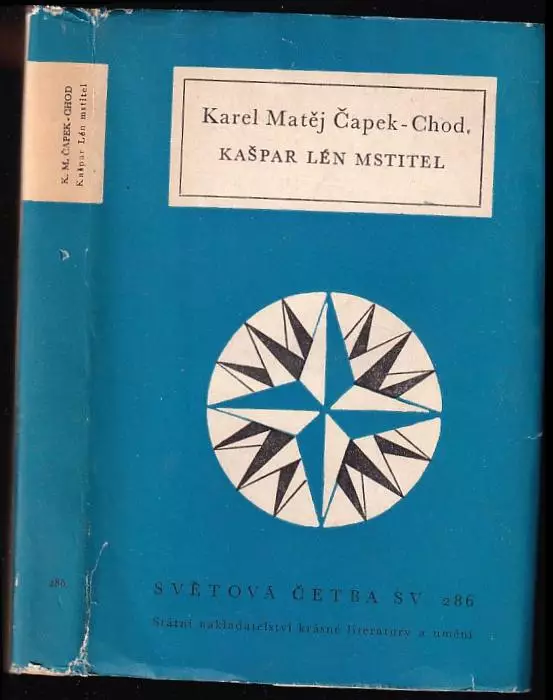 K. M. ČAPEK-CHOD
Kašpar Lén mstitel
286
Karel Matěj Čapek-Chod
KAŠPAR LÉN MSTITEL
SVĚTOVÁ ČETBA SV. 286
Státní nakladatelství krásné literatury a umění